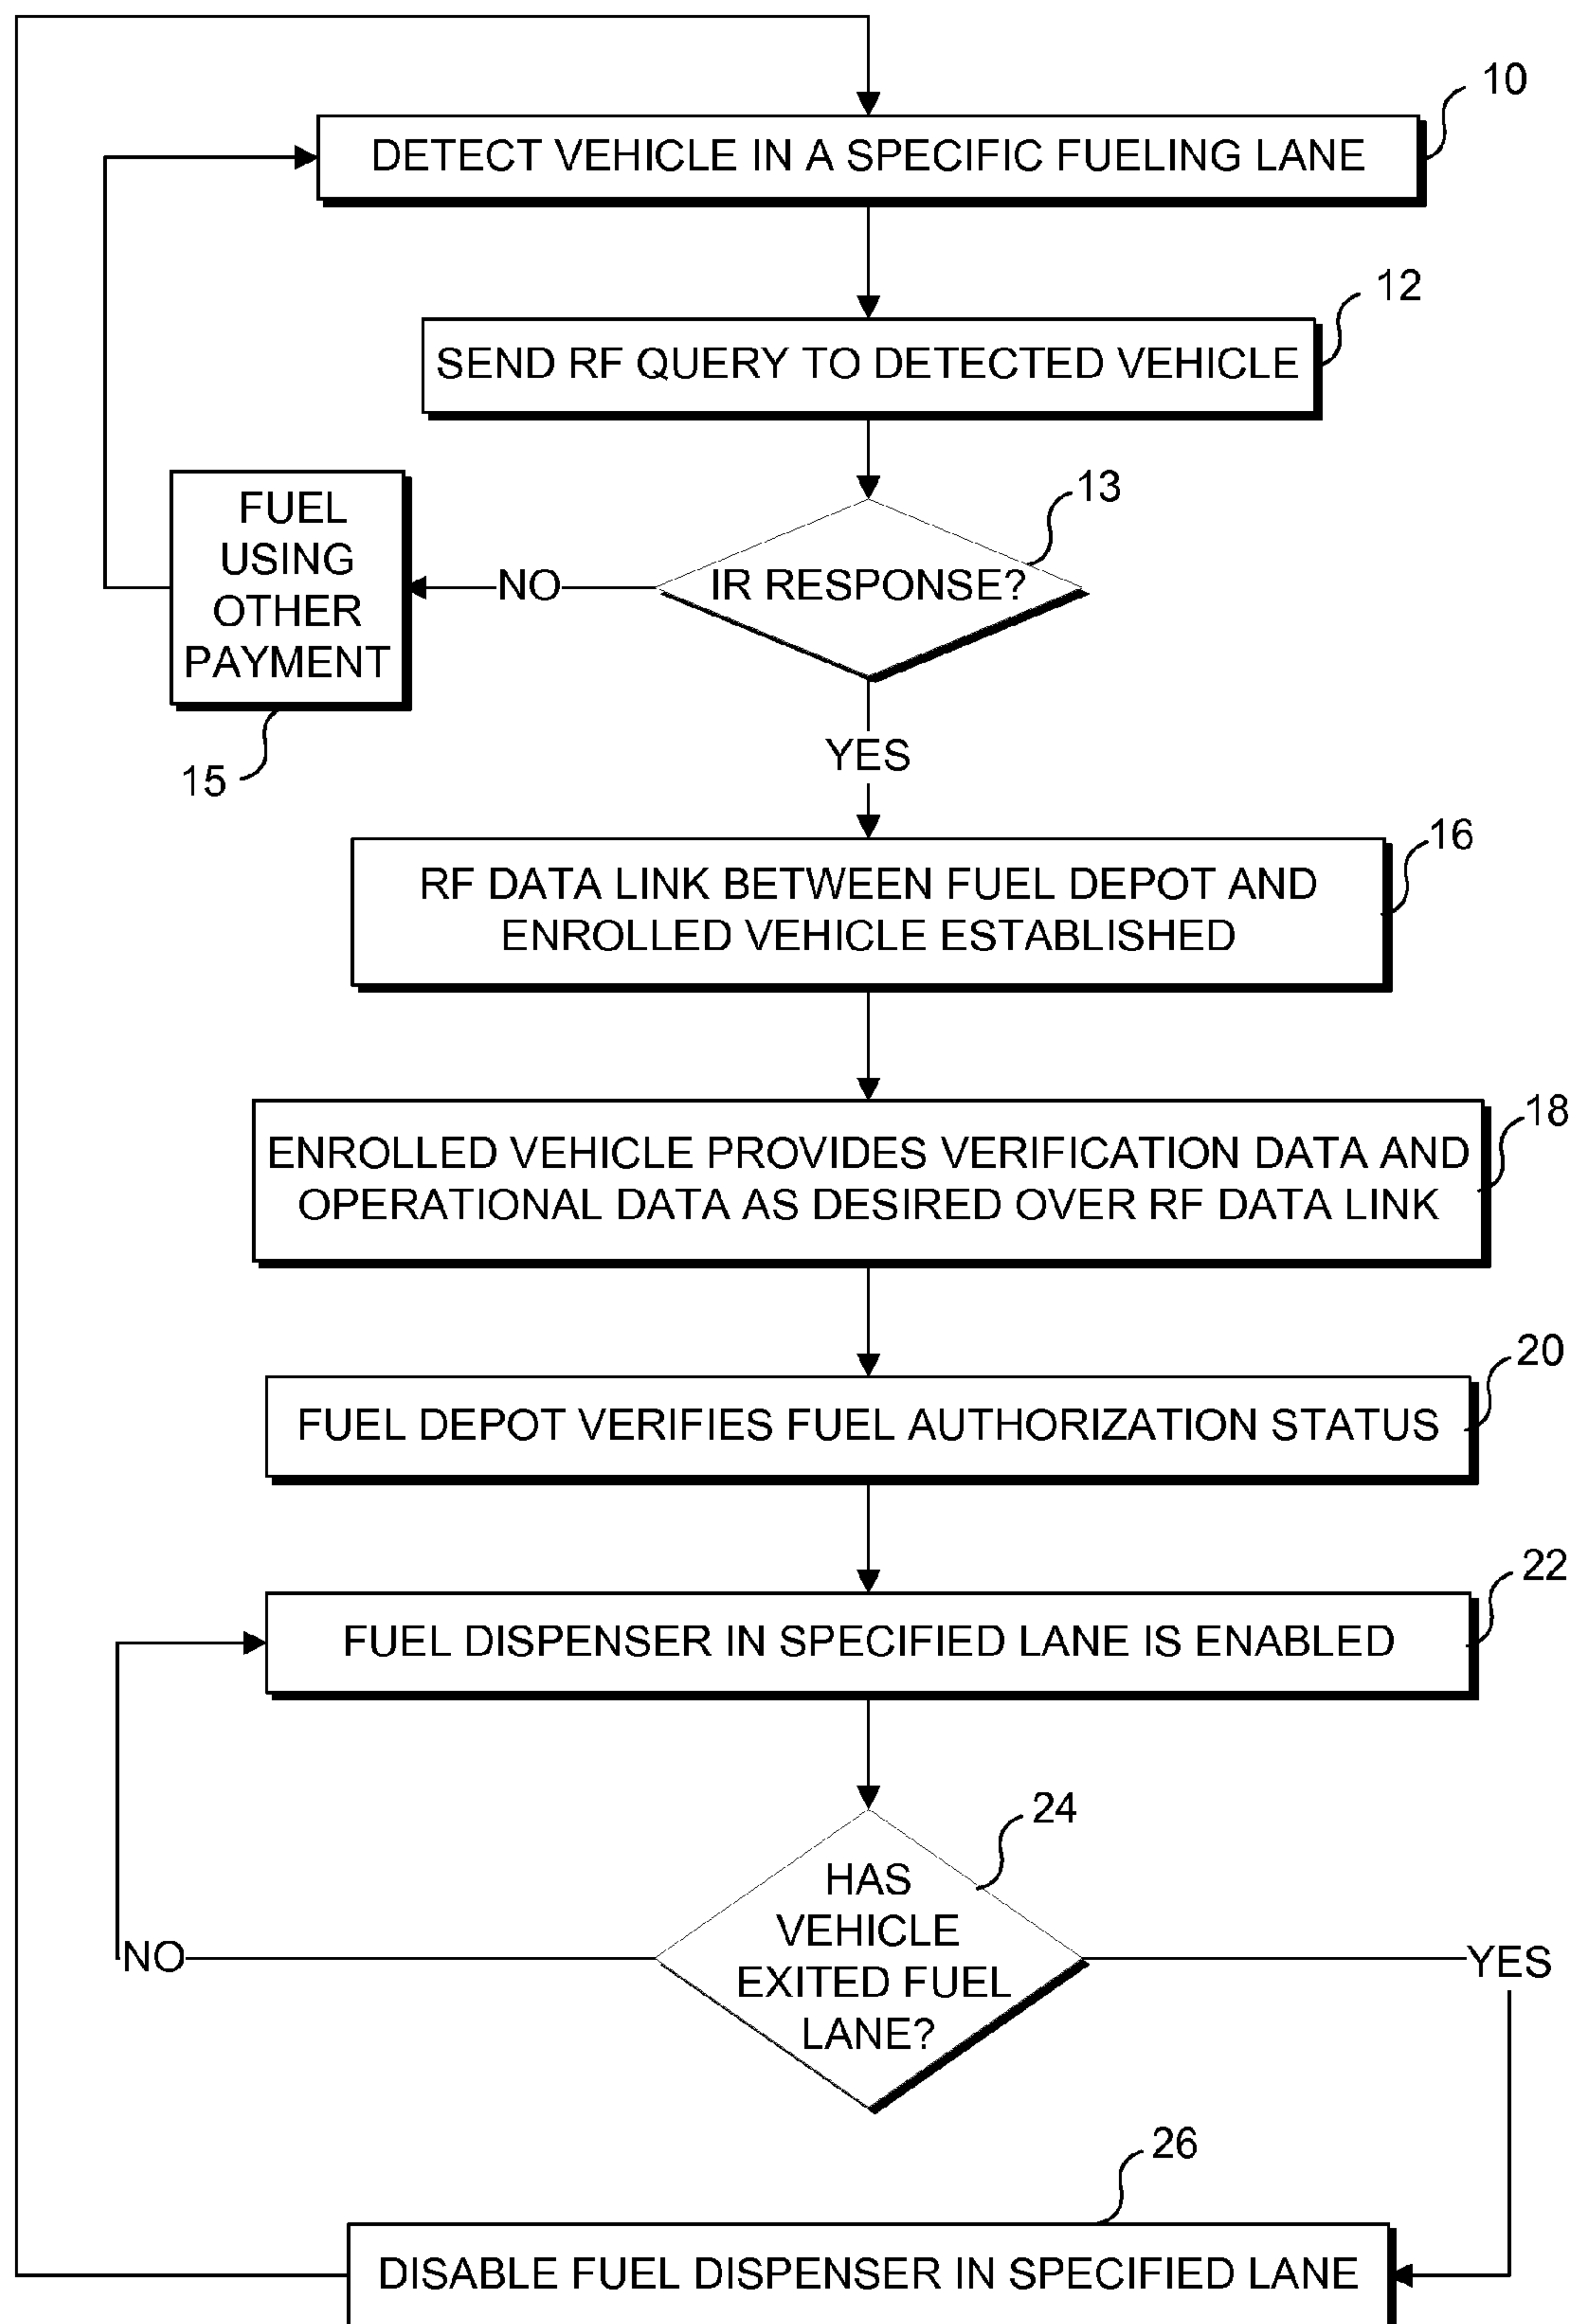 10
DETECT VEHICLE IN A SPECIFIC FUELING LANE
12
SEND RF QUERY TO DETECTED VEHICLE
13
IR RESPONSE?
NO
FUEL
USING
OTHER
PAYMENT
15
YES
16
RF DATA LINK BETWEEN FUEL DEPOT AND
ENROLLED VEHICLE ESTABLISHED
18
ENROLLED VEHICLE PROVIDES VERIFICATION DATA AND
OPERATIONAL DATA AS DESIRED OVER RF DATA LINK
20
FUEL DEPOT VERIFIES FUEL AUTHORIZATION STATUS
22
FUEL DISPENSER IN SPECIFIED LANE IS ENABLED
24
HAS
VEHICLE
EXITED FUEL
LANE?
NO
YES
26
DISABLE FUEL DISPENSER IN SPECIFIED LANE